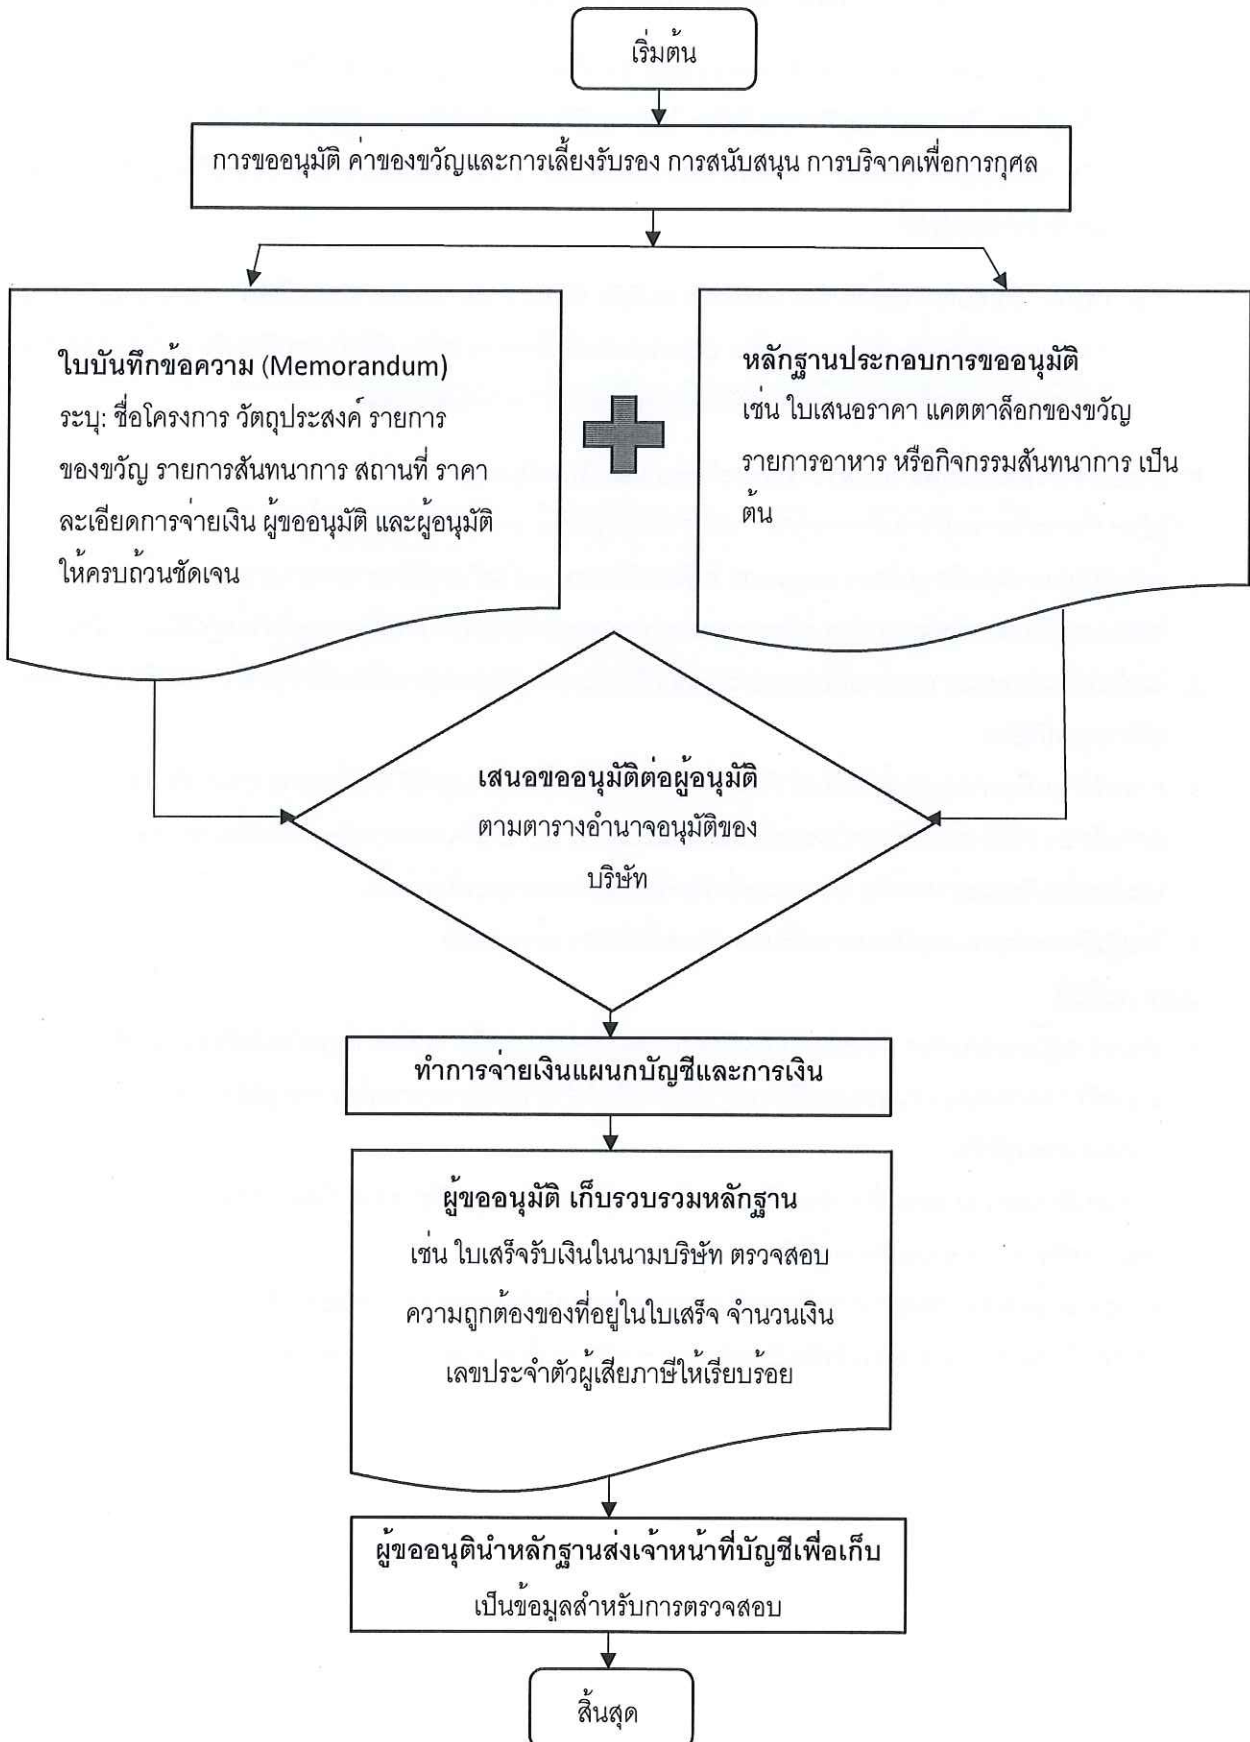 เริ่มต้น
การขออนุมัติ ค่าของขวัญและการเลี้ยงรับรอง การสนับสนุน การบริจาคเพื่อการกุศล
ใบบันทึกข้อความ (Memorandum)
ระบุ: ชื่อโครงการ วัตถุประสงค์ รายการ
ของขวัญ รายการสันทนาการ สถานที่ ราคา
ละเอียดการจ่ายเงิน ผู้ขออนุมัติ และผู้อนุมัติ
ให้ครบถ้วนชัดเจน
หลักฐานประกอบการขออนุมัติ
เช่น ใบเสนอราคา แคตตาล็อกของขวัญ
รายการอาหาร หรือกิจกรรมสันทนาการ เป็น
ต้น
เสนอขออนุมัติต่อผู้อนุมัติ
ตามตารางอำนาจอนุมัติของ
บริษัท
ทำการจ่ายเงินแผนกบัญชีและการเงิน
ผู้ขออนุมัติ เก็บรวบรวมหลักฐาน
เช่น ใบเสร็จรับเงินในนามบริษัท ตรวจสอบ
ความถูกต้องของที่อยู่ในใบเสร็จ จำนวนเงิน
เลขประจำตัวผู้เสียภาษีให้เรียบร้อย
ผู้ขออนุตินำหลักฐานส่งเจ้าหน้าที่บัญชีเพื่อเก็บ
เป็นข้อมูลสำหรับการตรวจสอบ
สิ้นสุด